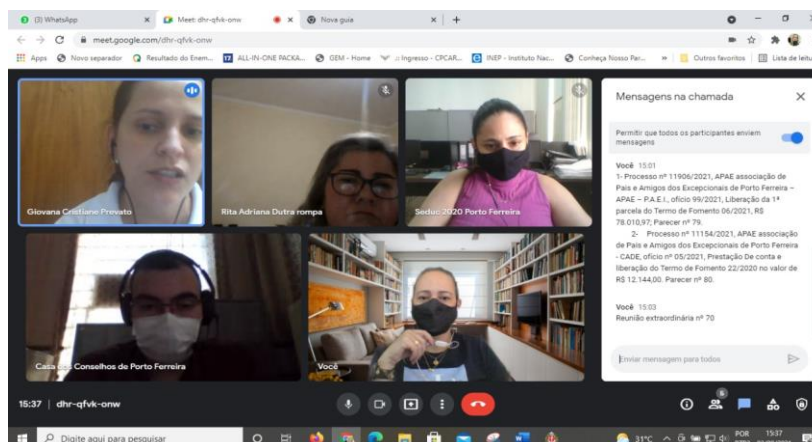 (3) WhatsApp
Meet: dhr-qfvk-onw
Nova guia
meet.google.com/dhr-qfvk-onw
Apps
Novo separador
Resultado do Enem...
ALL-IN-ONE PACKA...
GEM - Home
Ingresso - CPCAR...
INEP - Instituto Nac...
Conheça Nosso Par...
Outros favoritos
Lista de leitu
Giovana Cristiane Prevato
Rita Adriana Dutra rompa
Seduc 2020 Porto Ferreira
Casa dos Conselhos de Porto Ferreira
Você
Mensagens na chamada
Permitir que todos os participantes enviem
mensagens
Você 15:01
1- Processo nº 11906/2021, APAE associação de
Pais e Amigos dos Excepcionais de Porto Ferreira –
APAE – P.A.E.I., ofício 99/2021, Liberação da 1ª
parcela do Termo de Fomento 06/2021, R$
78.010,97; Parecer nº 79.
2- Processo nº 11154/2021, APAE associação
de Pais e Amigos dos Excepcionais de Porto Ferreira
- CADE, ofício nº 05/2021, Prestação De conta e
liberação do Termo de Fomento 22/2020 no valor de
R$ 12.144,00. Parecer nº 80.
Você 15:03
Reunião extraordinária nº 70
Enviar mensagem para todos
15:37 | dhr-qfvk-onw
5
Digite aqui para pesquisar
31°C
POR
15:37